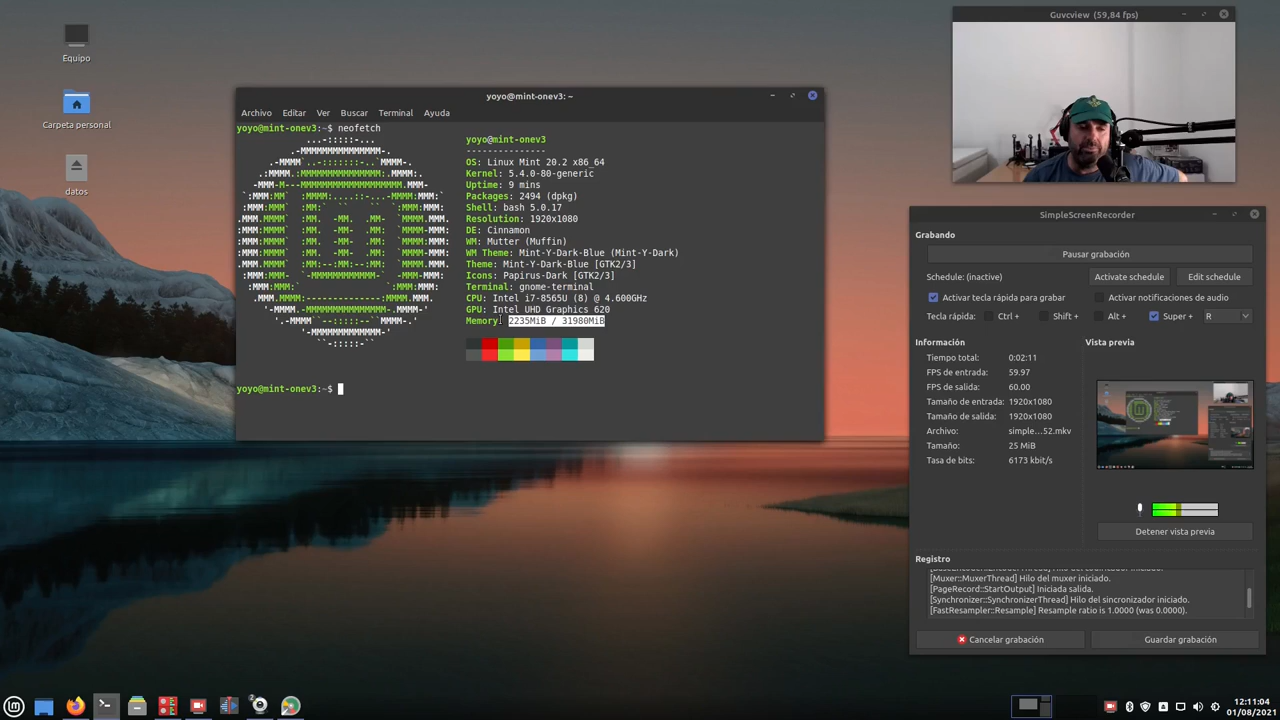 Equipo
Carpeta personal
datos
yoyo@mint-onev3: ~
Archivo Editar Ver Buscar Terminal Ayuda
yoyo@mint-onev3:~$ neofetch
yoyo@mint-onev3
---------------
OS: Linux Mint 20.2 x86_64
Kernel: 5.4.0-80-generic
Uptime: 9 mins
Packages: 2494 (dpkg)
Shell: bash 5.0.17
Resolution: 1920x1080
DE: Cinnamon
WM: Mutter (Muffin)
WM Theme: Mint-Y-Dark-Blue (Mint-Y-Dark)
Theme: Mint-Y-Dark-Blue [GTK2/3]
Icons: Papirus-Dark [GTK2/3]
Terminal: gnome-terminal
CPU: Intel i7-8565U (8) @ 4.600GHz
GPU: Intel UHD Graphics 620
Memory: 2235MiB / 31980MiB
yoyo@mint-onev3:~$
Guvcview (59,84 fps)
SimpleScreenRecorder
Grabando
Pausar grabación
Schedule: (inactive) Activate schedule Edit schedule
Activar tecla rápida para grabar Activar notificaciones de audio
Tecla rápida: Ctrl + Shift + Alt + Super + R
Información
Tiempo total: 0:02:11
FPS de entrada: 59.97
FPS de salida: 60.00
Tamaño de entrada: 1920x1080
Tamaño de salida: 1920x1080
Archivo: simple…52.mkv
Tamaño: 25 MiB
Tasa de bits: 6173 kbit/s
Vista previa
Detener vista previa
Registro
[Muxer::MuxerThread] Hilo del muxer iniciado.
[PageRecord::StartOutput] Iniciada salida.
[Synchronizer::SynchronizerThread] Hilo del sincronizador iniciado.
[FastResampler::Resample] Resample ratio is 1.0000 (was 0.0000).
Cancelar grabación Guardar grabación
2
12:11:04
01/08/2021